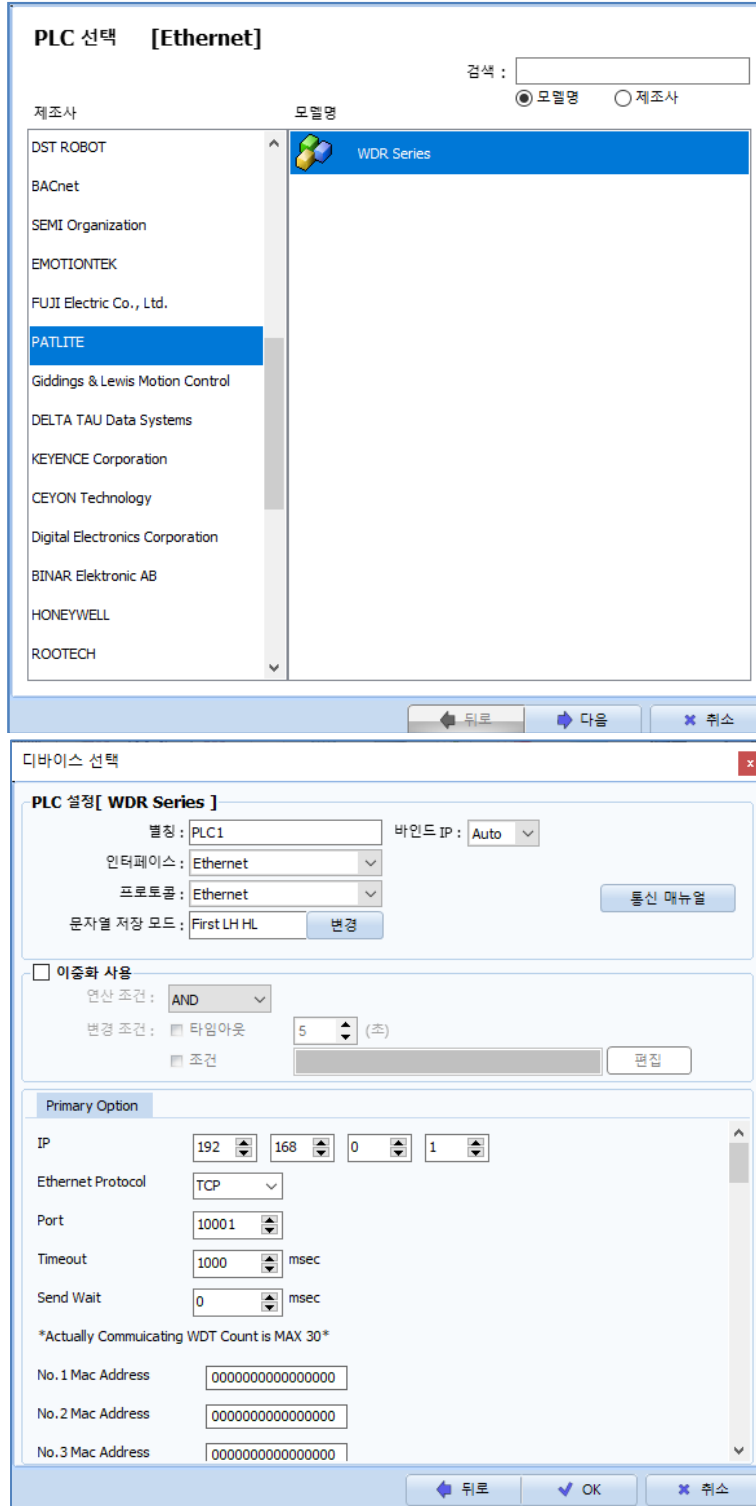 PLC 선택 [Ethernet]
검색 :
모델명 제조사
제조사 모델명
DST ROBOT
WDR Series
BACnet
SEMI Organization
EMOTIONTEK
FUJI Electric Co., Ltd.
PATLITE
Giddings & Lewis Motion Control
DELTA TAU Data Systems
KEYENCE Corporation
CEYON Technology
Digital Electronics Corporation
BINAR Elektronic AB
HONEYWELL
ROOTECH
뒤로 다음 취소
디바이스 선택
x
PLC 설정[ WDR Series ]
별칭 : PLC1 바인드 IP : Auto
인터페이스 : Ethernet
프로토콜 : Ethernet 통신 매뉴얼
문자열 저장 모드 : First LH HL 변경
이중화 사용
연산 조건 : AND
변경 조건 : 타임아웃 5 (초)
조건 편집
Primary Option
IP 192 168 0 1
Ethernet Protocol TCP
Port 10001
Timeout 1000 msec
Send Wait 0 msec
*Actually Commuicating WDT Count is MAX 30*
No.1 Mac Address 0000000000000000
No.2 Mac Address 0000000000000000
No.3 Mac Address 0000000000000000
뒤로 OK 취소